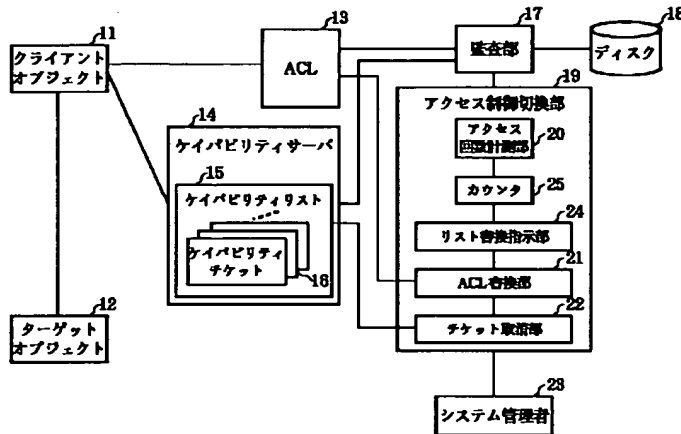 11
クライアント
オブジェクト
13
ACL
17
監査部
18
ディスク
19
アクセス制御切換部
アクセス
回数計測部
20
カウンタ
25
24
リスト書換指示部
21
ACL書換部
22
チケット取消部
14
ケイパビリティサーバ
15
ケイパビリティリスト
ケイパビリティ
チケット
16
12
ターゲット
オブジェクト
23
システム管理者